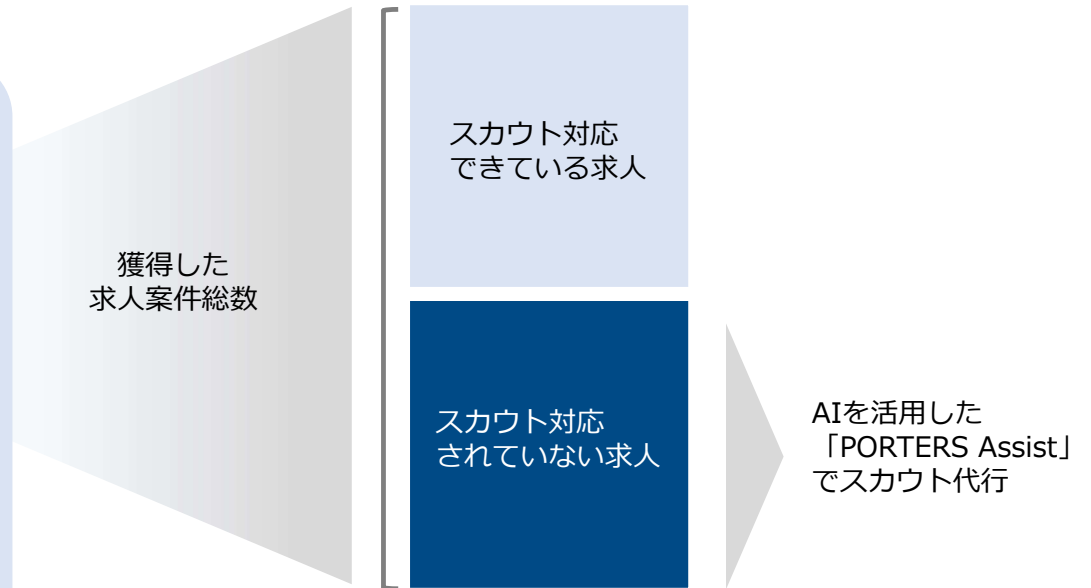 獲得した
求人案件総数
スカウト対応
できている求人
スカウト対応
されていない求人
AIを活用した
「PORTERS Assist」
でスカウト代行